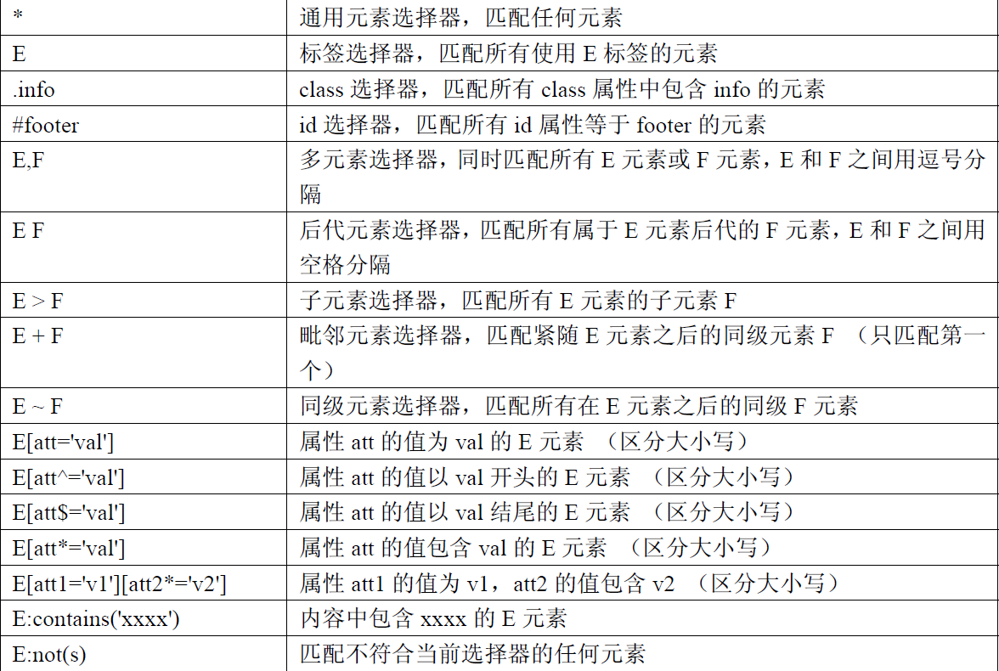 * 通用元素选择器，匹配任何元素
E 标签选择器，匹配所有使用 E 标签的元素
.info class 选择器，匹配所有 class 属性中包含 info 的元素
#footer id 选择器，匹配所有 id 属性等于 footer 的元素
E,F 多元素选择器，同时匹配所有 E 元素或 F 元素，E 和 F 之间用逗号分
隔
E F 后代元素选择器，匹配所有属于 E 元素后代的 F 元素，E 和 F 之间用
空格分隔
E > F 子元素选择器，匹配所有 E 元素的子元素 F
E + F 毗邻元素选择器，匹配紧随 E 元素之后的同级元素 F （只匹配第一
个）
E ~ F 同级元素选择器，匹配所有在 E 元素之后的同级 F 元素
E[att='val'] 属性 att 的值为 val 的 E 元素 （区分大小写）
E[att^='val'] 属性 att 的值以 val 开头的 E 元素 （区分大小写）
E[att$='val'] 属性 att 的值以 val 结尾的 E 元素 （区分大小写）
E[att*='val'] 属性 att 的值包含 val 的 E 元素 （区分大小写）
E[att1='v1'][att2*='v2'] 属性 att1 的值为 v1，att2 的值包含 v2 （区分大小写）
E:contains('xxxx') 内容中包含 xxxx 的 E 元素
E:not(s) 匹配不符合当前选择器的任何元素